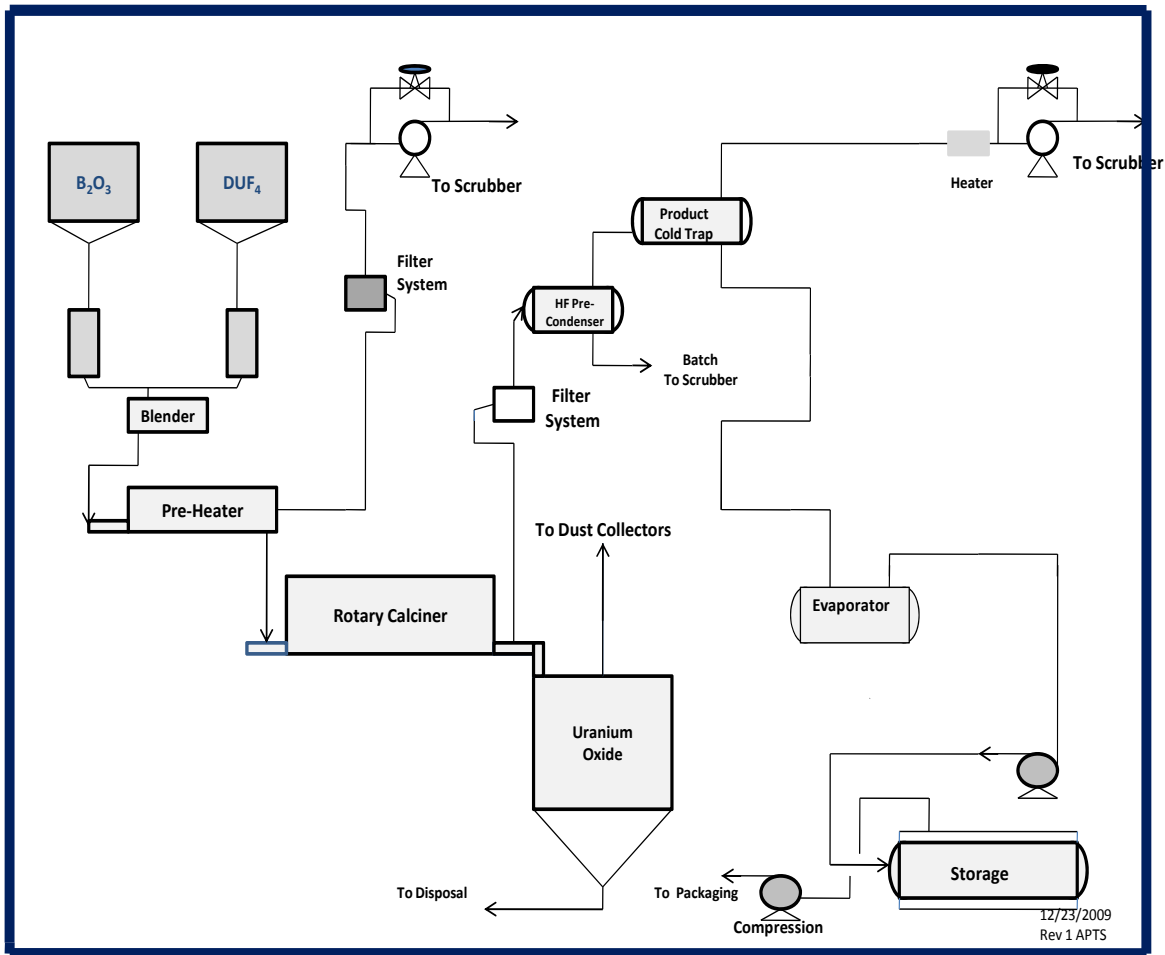 To Scrubber
To Scrubber
B₂O₃
DUF₄
Heater
Product
Cold Trap
Filter
System
HF Pre-
Condenser
Batch
To Scrubber
Filter
System
Blender
Pre-Heater
To Dust Collectors
Rotary Calciner
Evaporator
Uranium
Oxide
Storage
To Disposal
To Packaging
Compression
12/23/2009
Rev 1 APTS